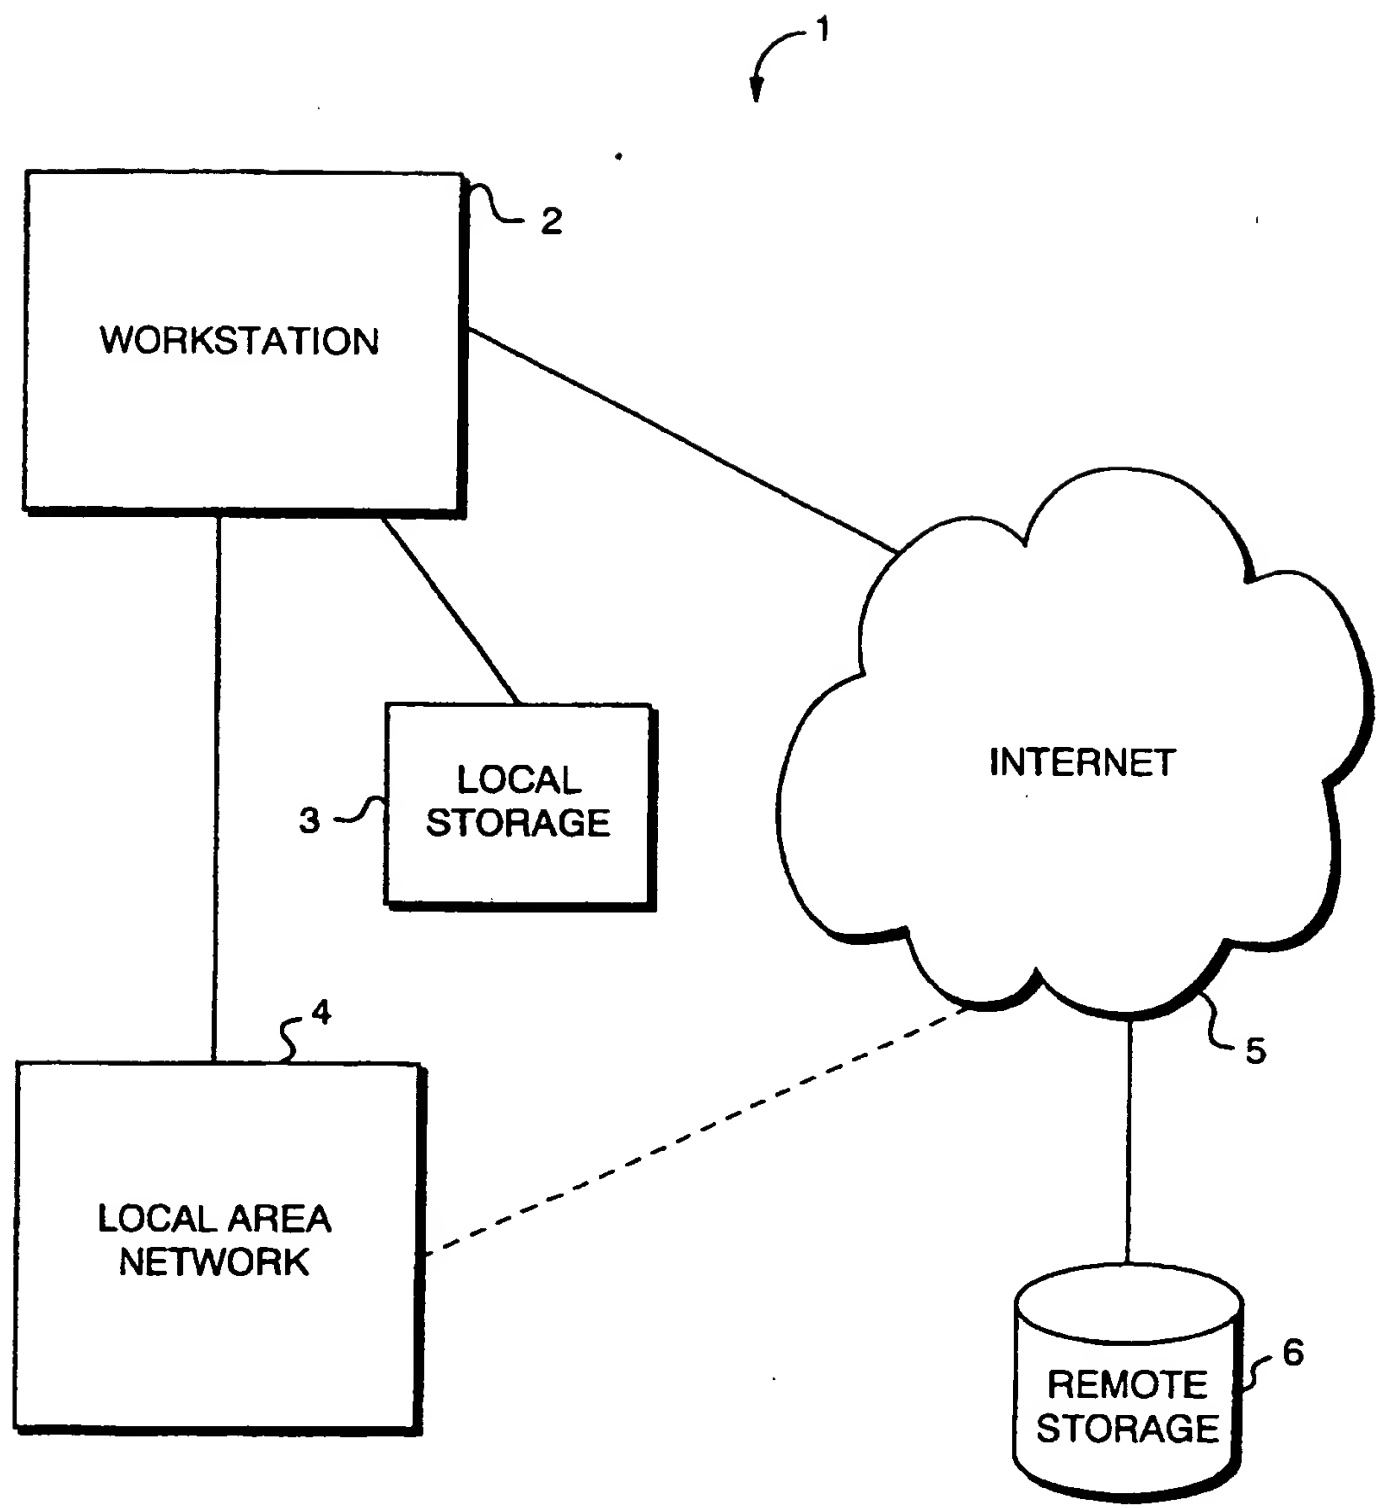 1
2
WORKSTATION
INTERNET
LOCAL
STORAGE
3
4
5
LOCAL AREA
NETWORK
6
REMOTE
STORAGE